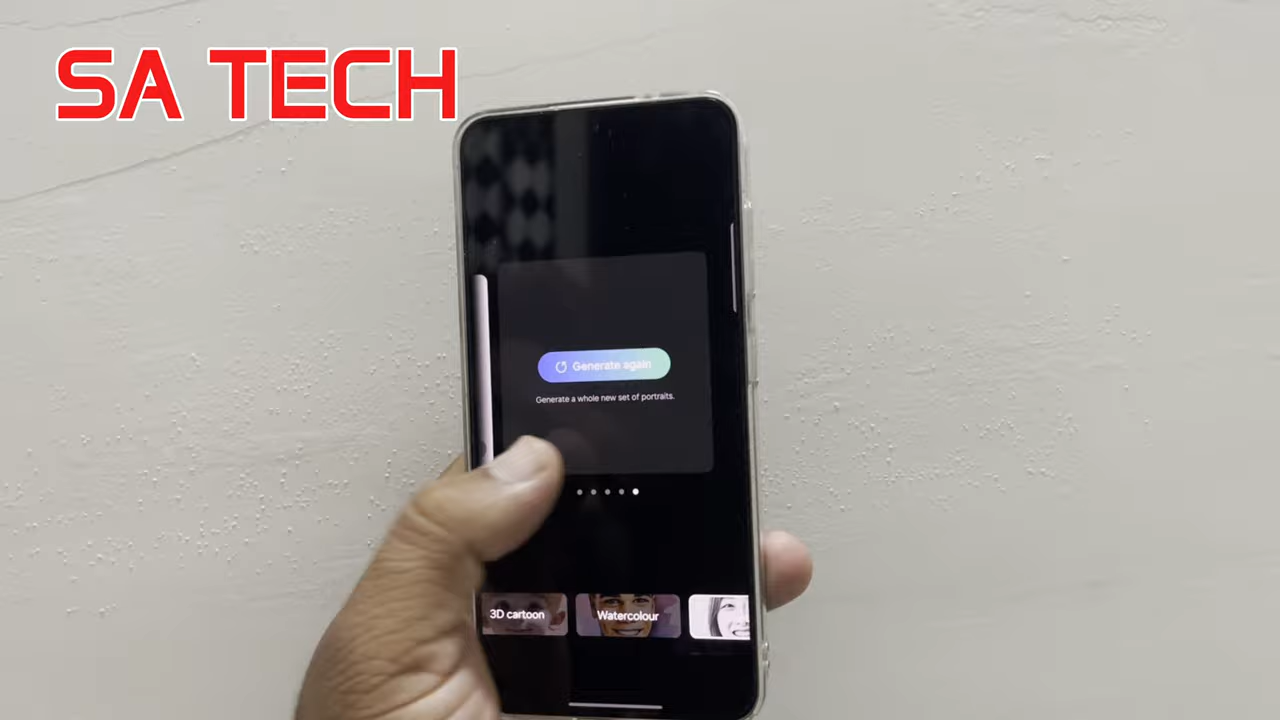 SA TECH
Generate again
Generate a whole new set of portraits.
3D cartoon
Watercolour